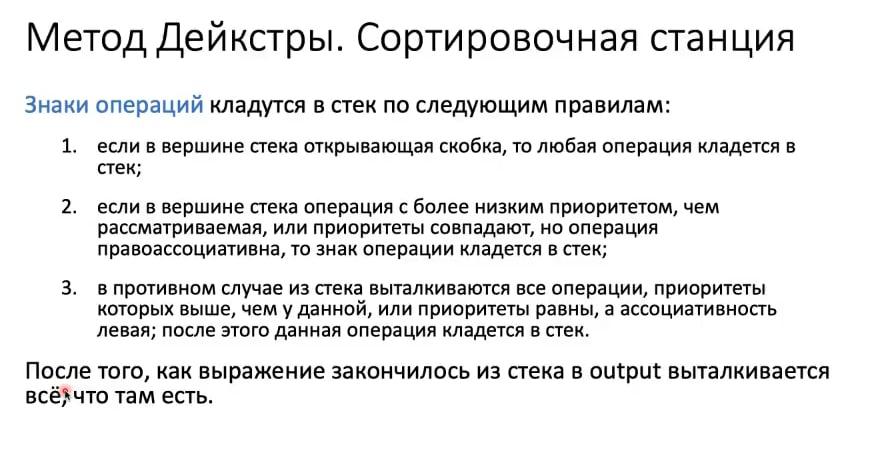 Метод Дейкстры. Сортировочная станция
Знаки операций кладутся в стек по следующим правилам:
1. если в вершине стека открывающая скобка, то любая операция кладется в
стек;
2. если в вершине стека операция с более низким приоритетом, чем
рассматриваемая, или приоритеты совпадают, но операция
правоассоциативна, то знак операции кладется в стек;
3. в противном случае из стека выталкиваются все операции, приоритеты
которых выше, чем у данной, или приоритеты равны, а ассоциативность
левая; после этого данная операция кладется в стек.
После того, как выражение закончилось из стека в output выталкивается
всё, что там есть.